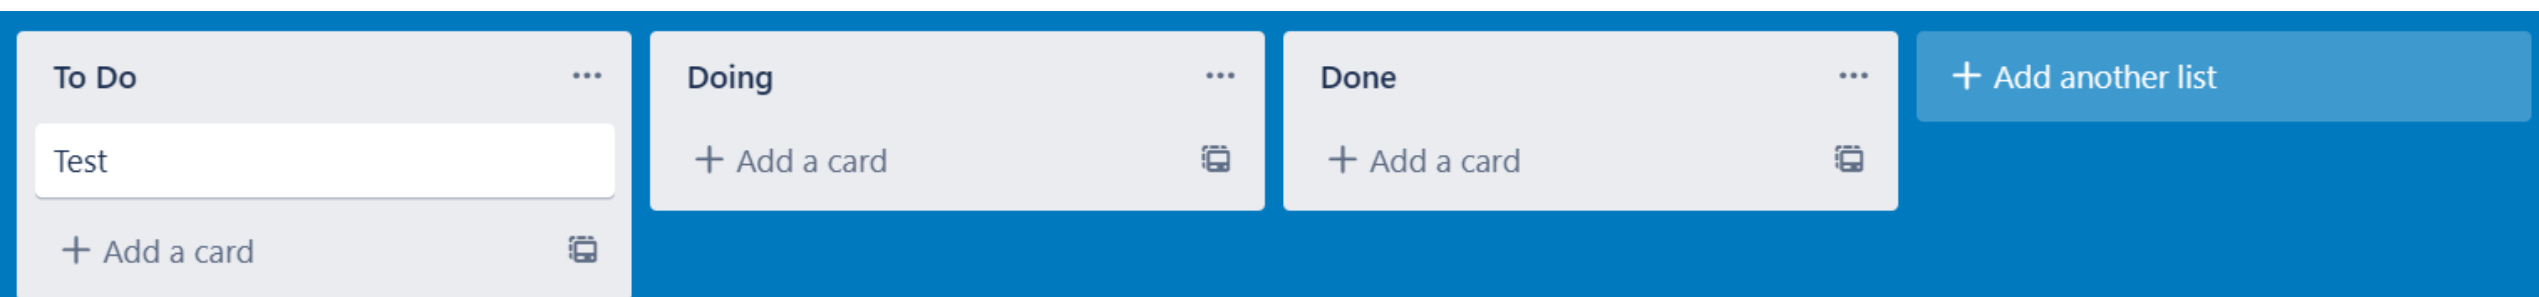 To Do
Test
+ Add a card
Doing
+ Add a card
Done
+ Add a card
+ Add another list